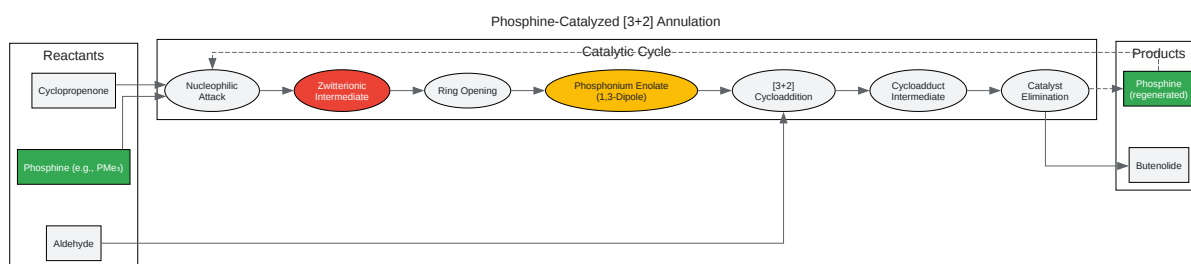 Phosphine-Catalyzed [3+2] Annulation
Reactants
Catalytic Cycle
Products
Cyclopropenone
Nucleophilic
Attack
Zwitterionic
Intermediate
Ring Opening
Phosphonium Enolate
(1,3-Dipole)
[3+2]
Cycloaddition
Cycloadduct
Intermediate
Catalyst
Elimination
Phosphine
(regenerated)
Phosphine (e.g., PMe₃)
Butenolide
Aldehyde